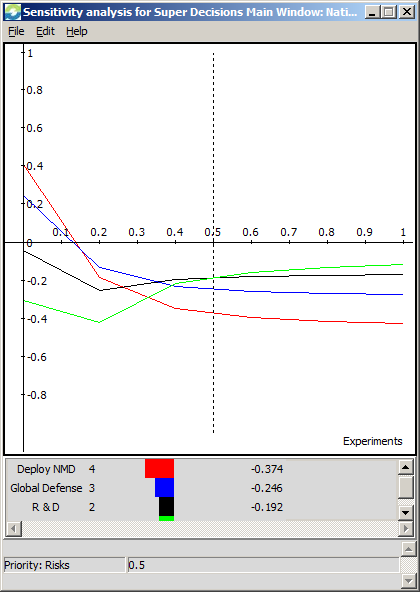 Sensitivity analysis for Super Decisions Main Window: Nati...
File Edit Help
1
0.8
0.6
0.4
0.2
0.1 0.2 0.3 0.4 0.5 0.6 0.7 0.8 0.9 1
0
-0.2
-0.4
-0.6
-0.8
Experiments
Deploy NMD 4 -0.374
Global Defense 3 -0.246
R & D 2 -0.192
Priority: Risks 0.5